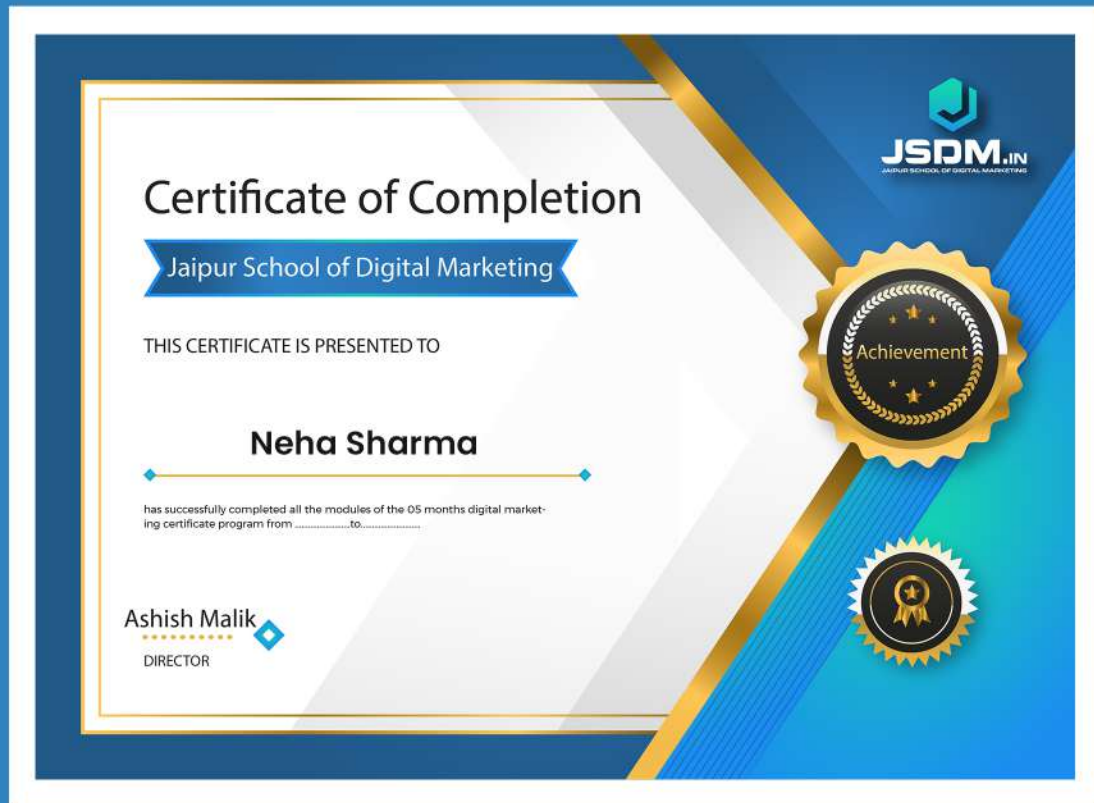 JSDM.IN
JAIPUR SCHOOL OF DIGITAL MARKETING
Certificate of Completion
Jaipur School of Digital Marketing
THIS CERTIFICATE IS PRESENTED TO
Achievement
Neha Sharma
has successfully completed all the modules of the 05 months digital market-
ing certificate program from ......................to.......................
Ashish Malik
DIRECTOR